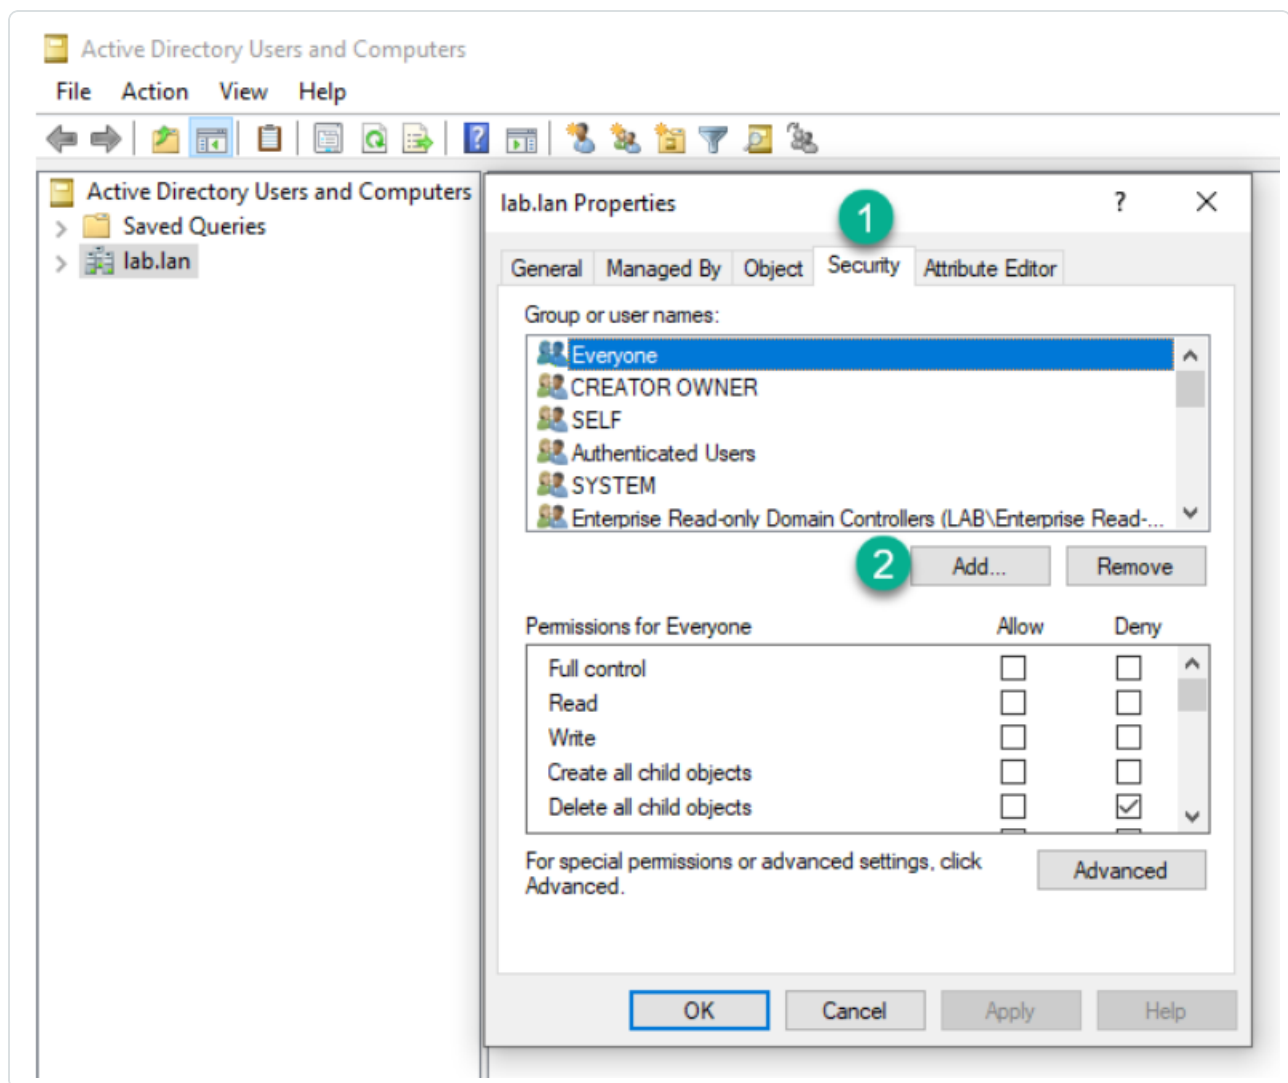 Active Directory Users and Computers
File Action View Help
Active Directory Users and Computers
Saved Queries
lab.lan
lab.lan Properties
?
1
General Managed By Object Security Attribute Editor
Group or user names:
Everyone
CREATOR OWNER
SELF
Authenticated Users
SYSTEM
Enterprise Read-only Domain Controllers (LAB\Enterprise Read-...
2
Add... Remove
Permissions for Everyone Allow Deny
Full control
Read
Write
Create all child objects
Delete all child objects
For special permissions or advanced settings, click
Advanced.
Advanced
OK Cancel Apply Help